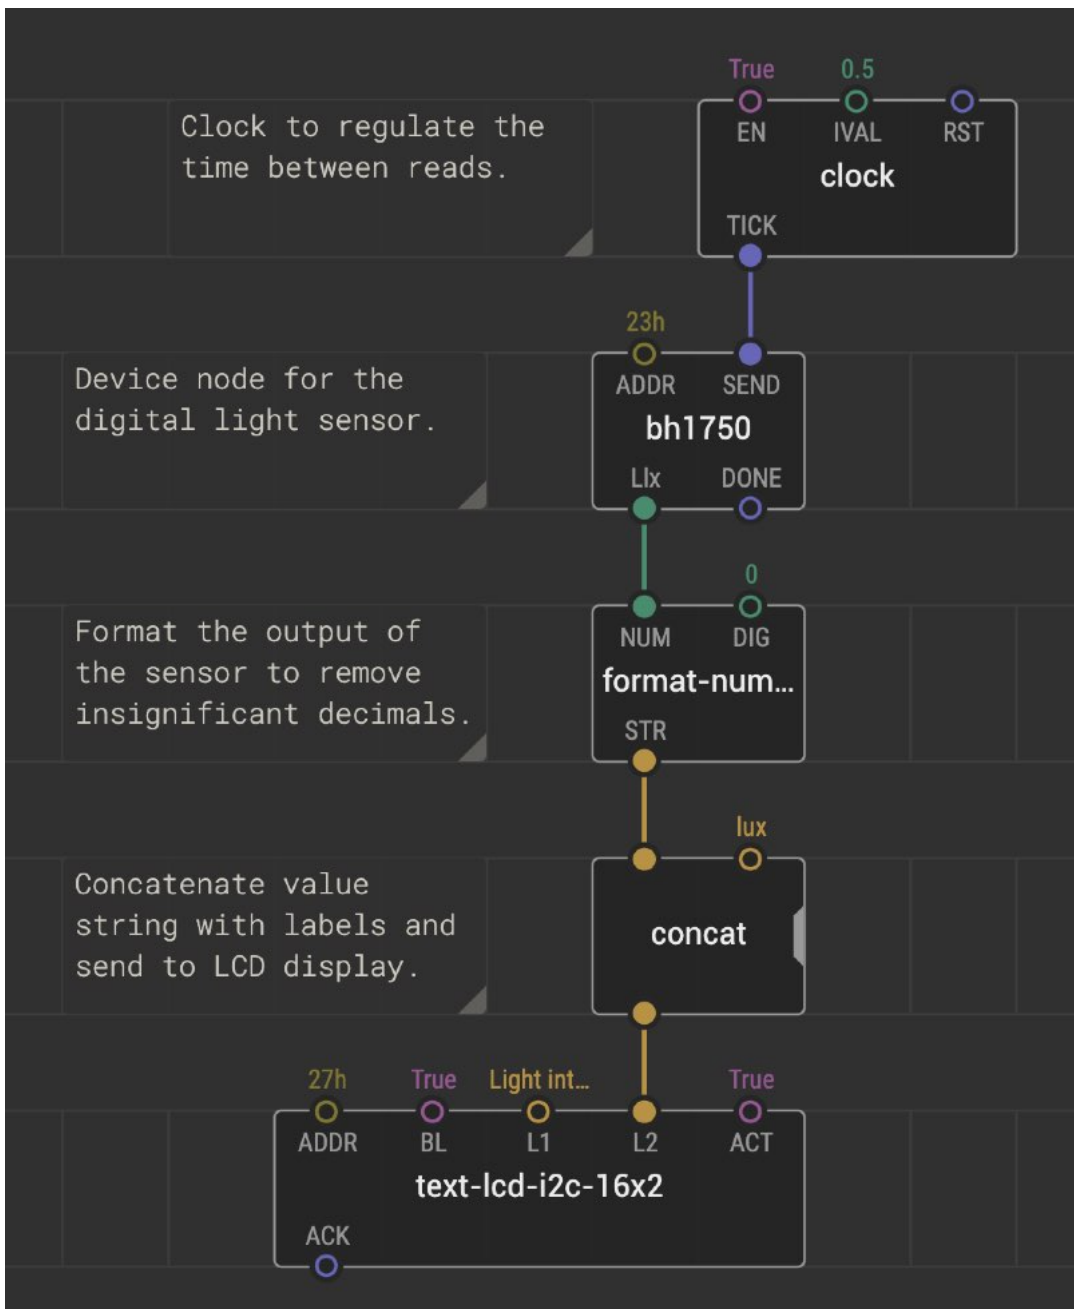 True 0.5
Clock to regulate the
time between reads.
EN IVAL RST
clock
TICK
23h
Device node for the
digital light sensor.
ADDR SEND
bh1750
Llx DONE
0
Format the output of
the sensor to remove
insignificant decimals.
NUM DIG
format-num...
STR
lux
Concatenate value
string with labels and
send to LCD display.
concat
27h True Light int... True
ADDR BL L1 L2 ACT
text-lcd-i2c-16x2
ACK